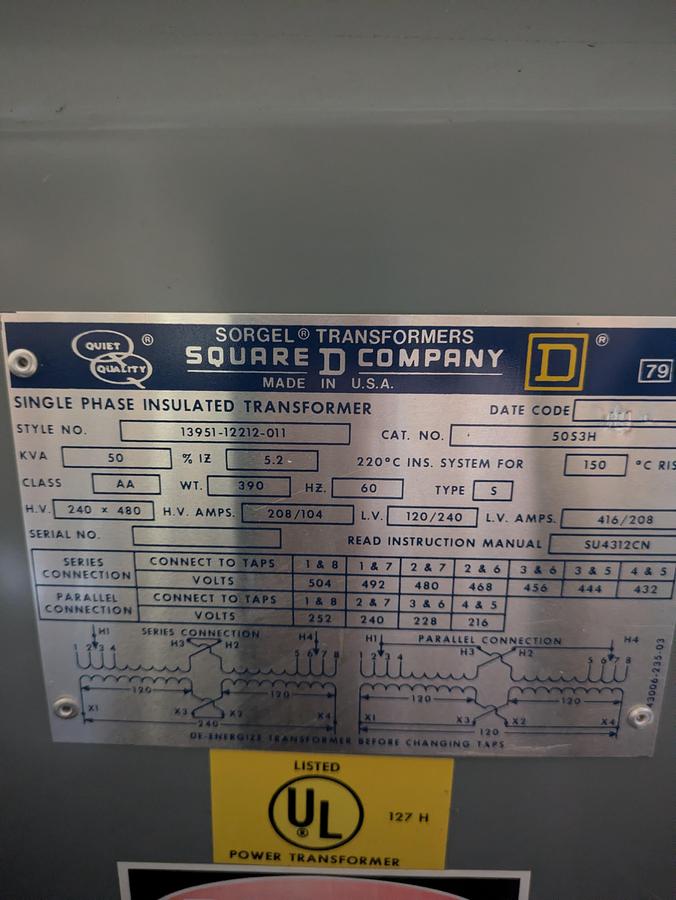 QUIET QUALITY ®
SORGEL® TRANSFORMERS
SQUARE D COMPANY
MADE IN U.S.A.
D ®
79
SINGLE PHASE INSULATED TRANSFORMER DATE CODE
STYLE NO. 13951-12212-011 CAT. NO. 50S3H
KVA 50 % IZ 5.2 220°C INS. SYSTEM FOR 150 °C RIS
CLASS AA WT. 390 HZ. 60 TYPE S
H.V. 240 x 480 H.V. AMPS. 208/104 L.V. 120/240 L.V. AMPS. 416/208
SERIAL NO. READ INSTRUCTION MANUAL SU4312CN
SERIES CONNECTION CONNECT TO TAPS 1 & 8 1 & 7 2 & 7 2 & 6 3 & 6 3 & 5 4 & 5
VOLTS 504 492 480 468 456 444 432
PARALLEL CONNECTION CONNECT TO TAPS 1 & 8 2 & 7 3 & 6 4 & 5
VOLTS 252 240 228 216
H1 SERIES CONNECTION H4 H1 PARALLEL CONNECTION H4
H3 H2 H3 H2
1 2 3 4 5 6 7 8 1 2 3 4 5 6 7 8
120 120 120 120
X1 X3 X2 X4 X1 X3 X2 X4
240 120
43006-235-03
DE-ENERGIZE TRANSFORMER BEFORE CHANGING TAPS
LISTED
UL ®
127 H
POWER TRANSFORMER